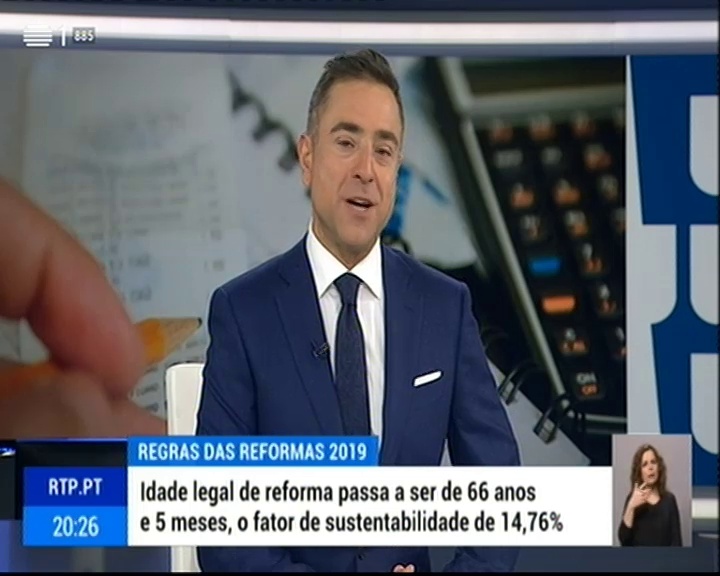 1 885
REGRAS DAS REFORMAS 2019
RTP.PT
20:26
Idade legal de reforma passa a ser de 66 anos
e 5 meses, o fator de sustentabilidade de 14,76%